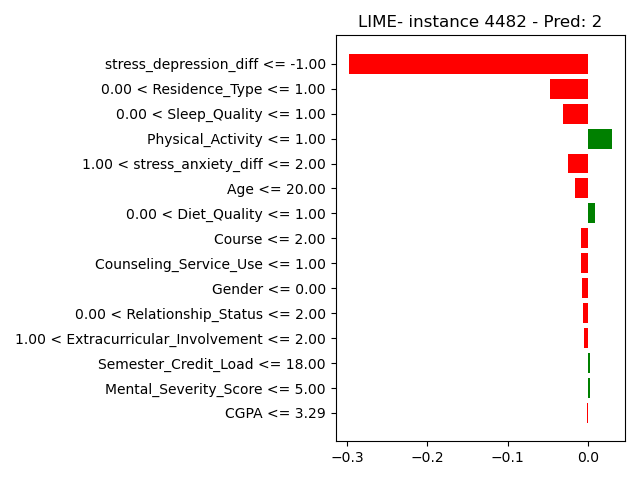 LIME- instance 4482 - Pred: 2
stress_depression_diff <= -1.00
0.00 < Residence_Type <= 1.00
0.00 < Sleep_Quality <= 1.00
Physical_Activity <= 1.00
1.00 < stress_anxiety_diff <= 2.00
Age <= 20.00
0.00 < Diet_Quality <= 1.00
Course <= 2.00
Counseling_Service_Use <= 1.00
Gender <= 0.00
0.00 < Relationship_Status <= 2.00
1.00 < Extracurricular_Involvement <= 2.00
Semester_Credit_Load <= 18.00
Mental_Severity_Score <= 5.00
CGPA <= 3.29
−0.3 −0.2 −0.1 0.0